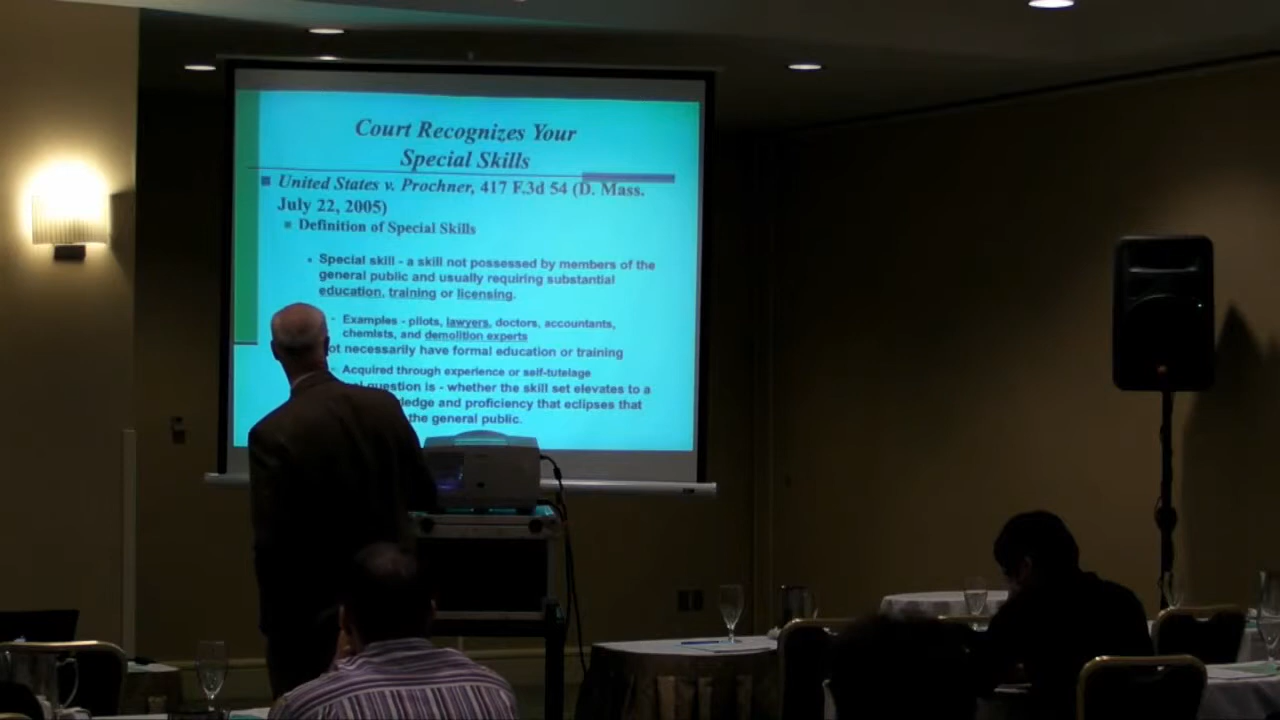 Court Recognizes Your
Special Skills
United States v. Prochner, 417 F.3d 54 (D. Mass.
July 22, 2005)
Definition of Special Skills
Special skill - a skill not possessed by members of the
general public and usually requiring substantial
education, training or licensing.
Examples - pilots, lawyers, doctors, accountants,
chemists, and demolition experts
necessarily have formal education or training
Acquired through experience or self-tutelage
question is - whether the skill set elevates to a
and proficiency that eclipses that
the general public.